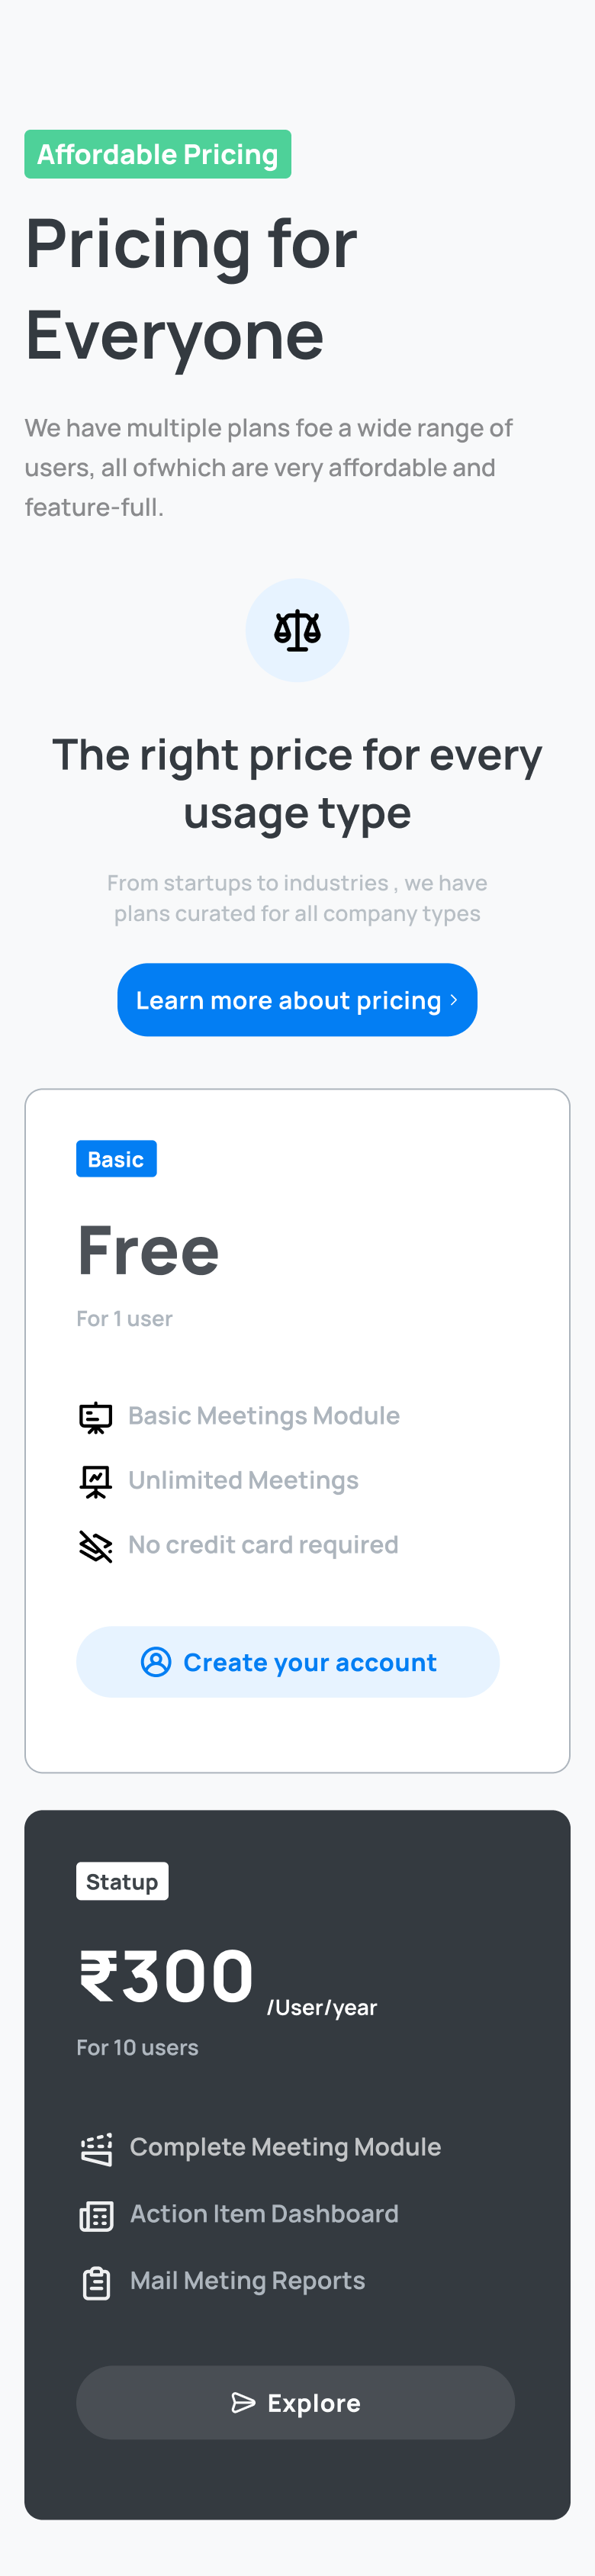 Affordable Pricing
Pricing for
Everyone
We have multiple plans foe a wide range of
users, all ofwhich are very affordable and
feature-full.
The right price for every
usage type
From startups to industries , we have
plans curated for all company types
Learn more about pricing
Basic
Free
For 1 user
Basic Meetings Module
Unlimited Meetings
No credit card required
Create your account
Statup
₹300 /User/year
For 10 users
Complete Meeting Module
Action Item Dashboard
Mail Meting Reports
Explore